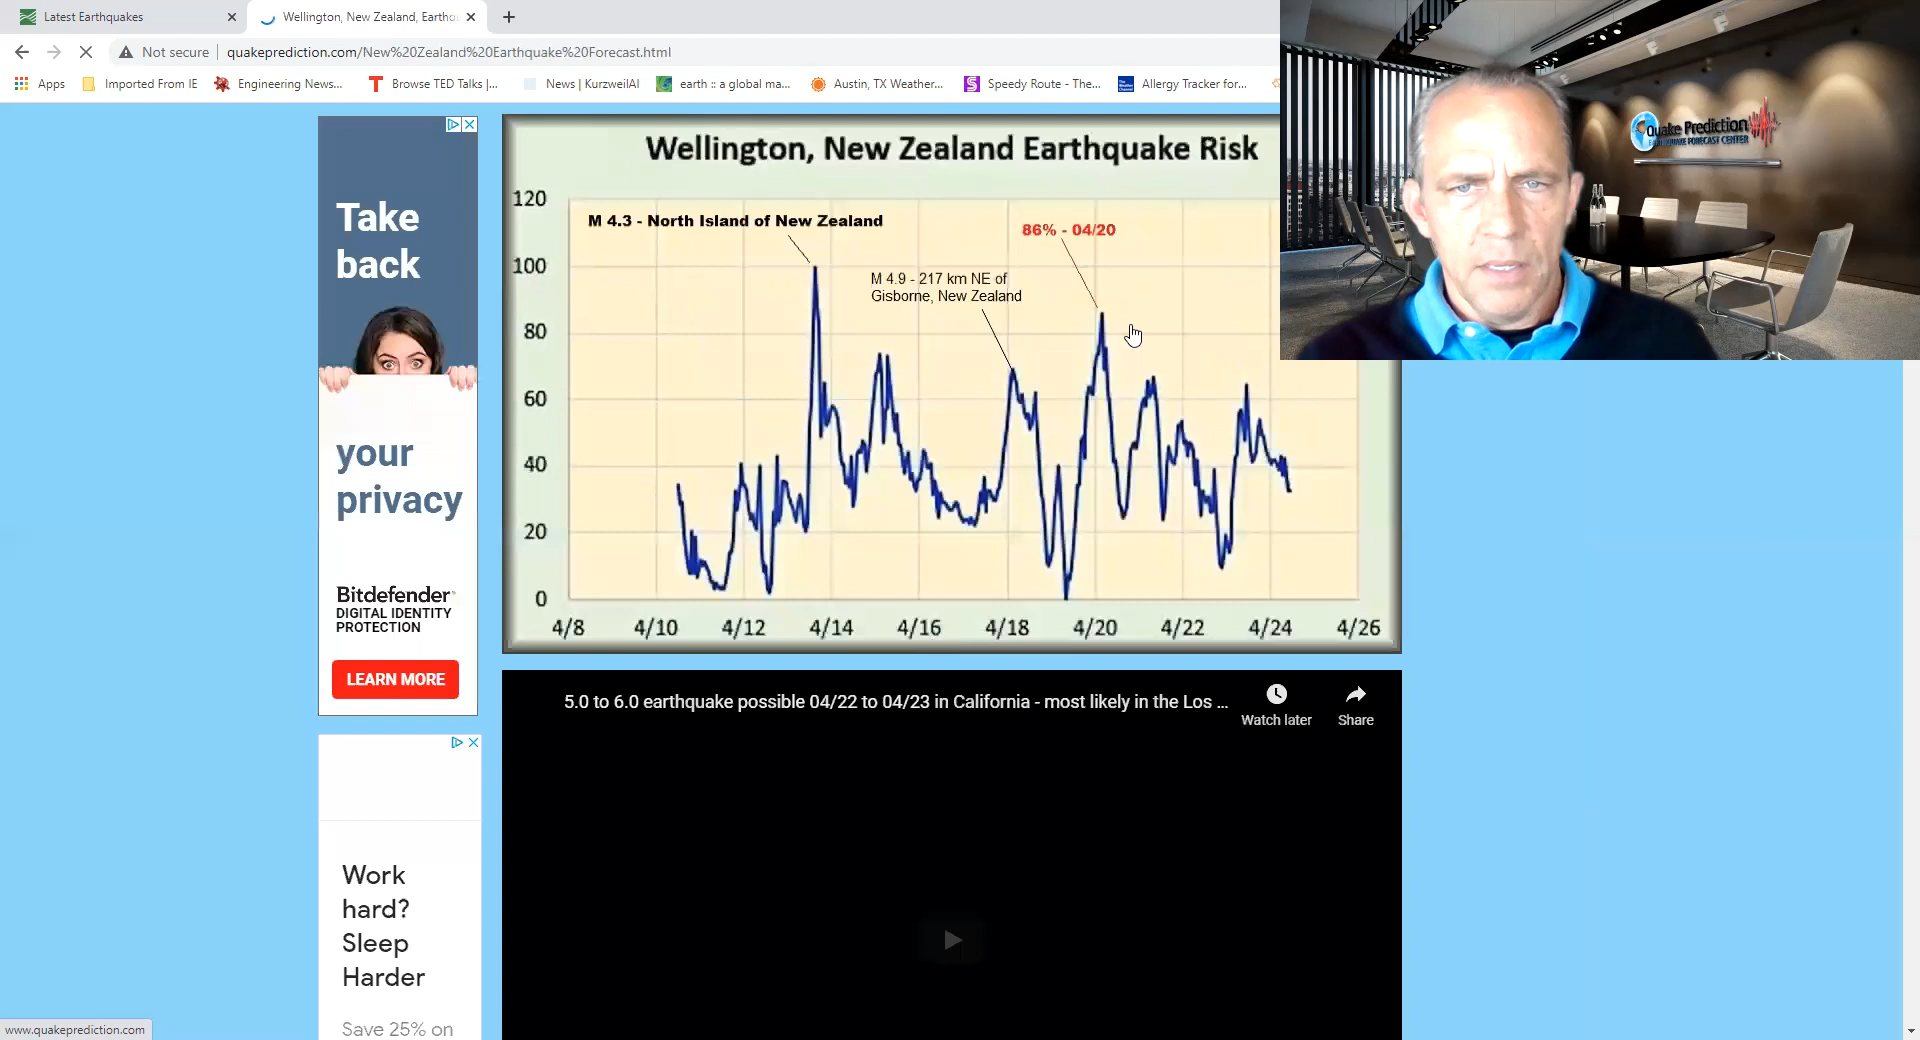 Latest Earthquakes
Wellington, New Zealand, Eartho
Not secure
quakeprediction.com/New%20Zealand%20Earthquake%20Forecast.html
Apps
Imported From IE
Engineering News...
Browse TED Talks |...
News | KurzweilAI
earth :: a global ma...
Austin, TX Weather...
Speedy Route - The...
Allergy Tracker for...
Quake Prediction
EARTHQUAKE FORECAST CENTER
Take
back
your
privacy
Bitdefender
DIGITAL IDENTITY
PROTECTION
LEARN MORE
Work
hard?
Sleep
Harder
Save 25% on
Wellington, New Zealand Earthquake Risk
120
100
80
60
40
20
0
M 4.3 - North Island of New Zealand
M 4.9 - 217 km NE of
Gisborne, New Zealand
86% - 04/20
4/8 4/10 4/12 4/14 4/16 4/18 4/20 4/22 4/24 4/26
5.0 to 6.0 earthquake possible 04/22 to 04/23 in California - most likely in the Los ...
Watch later
Share
www.quakeprediction.com